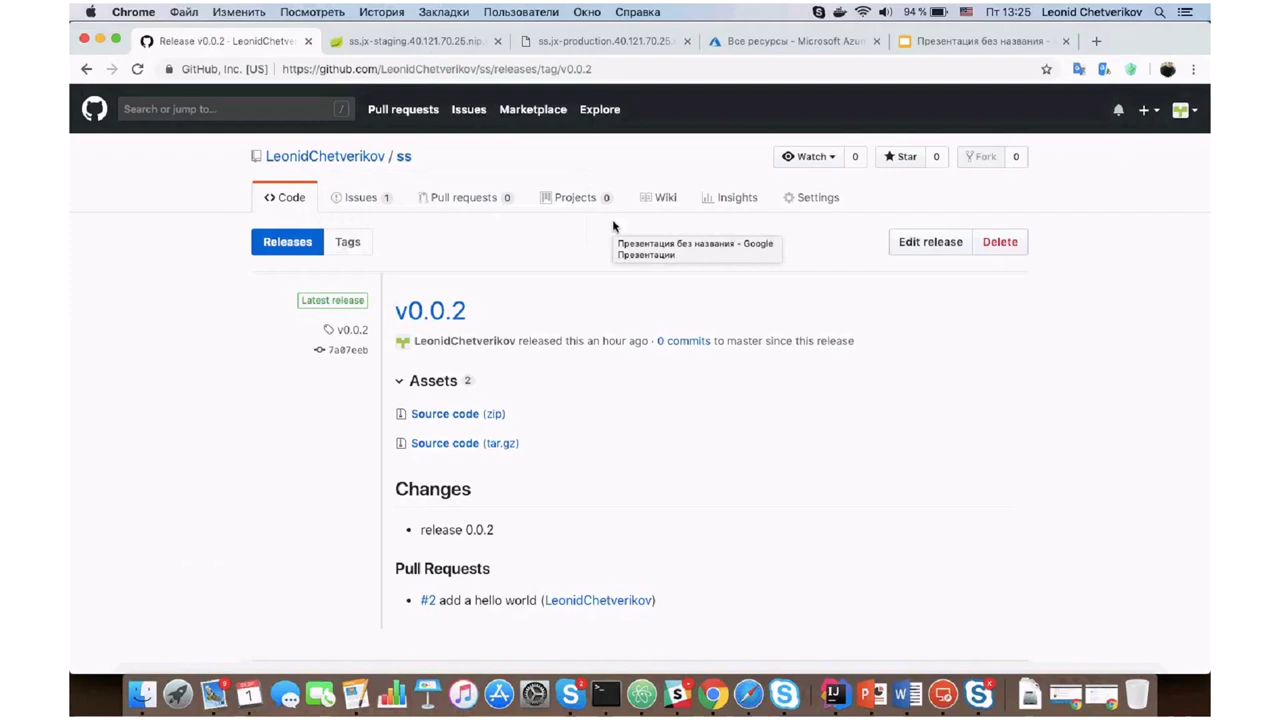 Chrome Файл Изменить Посмотреть История Закладки Пользователи Окно Справка 94 % Пт 13:25 Leonid Chetverikov
Release v0.0.2 · LeonidChetve ss.jx-staging.40.121.70.25.nip. ss.jx-production.40.121.70.25. Все ресурсы – Microsoft Azu Презентация без названия -
GitHub, Inc. [US] https://github.com/LeonidChetverikov/ss/releases/tag/v0.0.2
Search or jump to... / Pull requests Issues Marketplace Explore
LeonidChetverikov / ss Watch 0 Star 0 Fork 0
Code Issues 1 Pull requests 0 Projects 0 Wiki Insights Settings
Releases Tags Edit release Delete
Презентация без названия - Google
Презентации
Latest release
v0.0.2
v0.0.2
7a07eeb
LeonidChetverikov released this an hour ago · 0 commits to master since this release
Assets 2
Source code (zip)
Source code (tar.gz)
Changes
• release 0.0.2
Pull Requests
• #2 add a hello world (LeonidChetverikov)